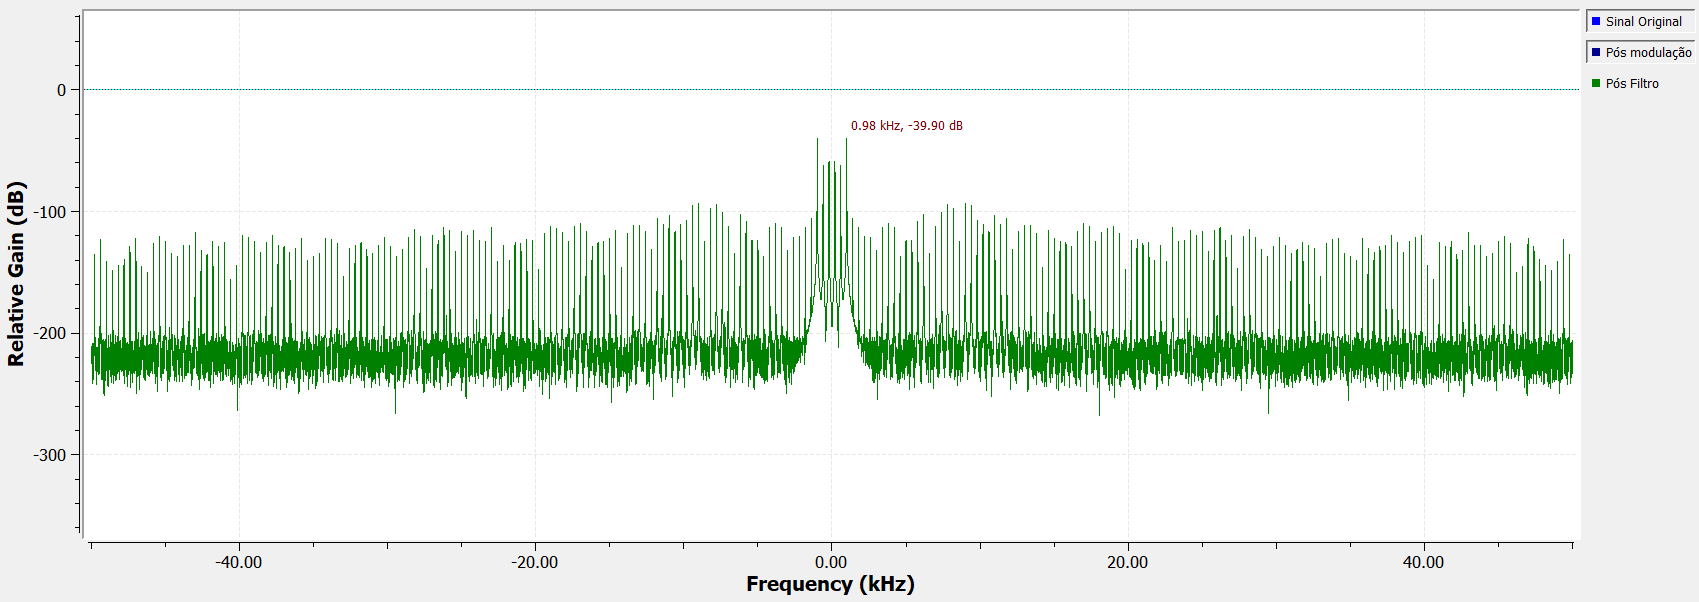 Sinal Original
Pós modulação
Pós Filtro
0.98 kHz, -39.90 dB
Relative Gain (dB)
0
-100
-200
-300
-40.00
-20.00
0.00
20.00
40.00
Frequency (kHz)